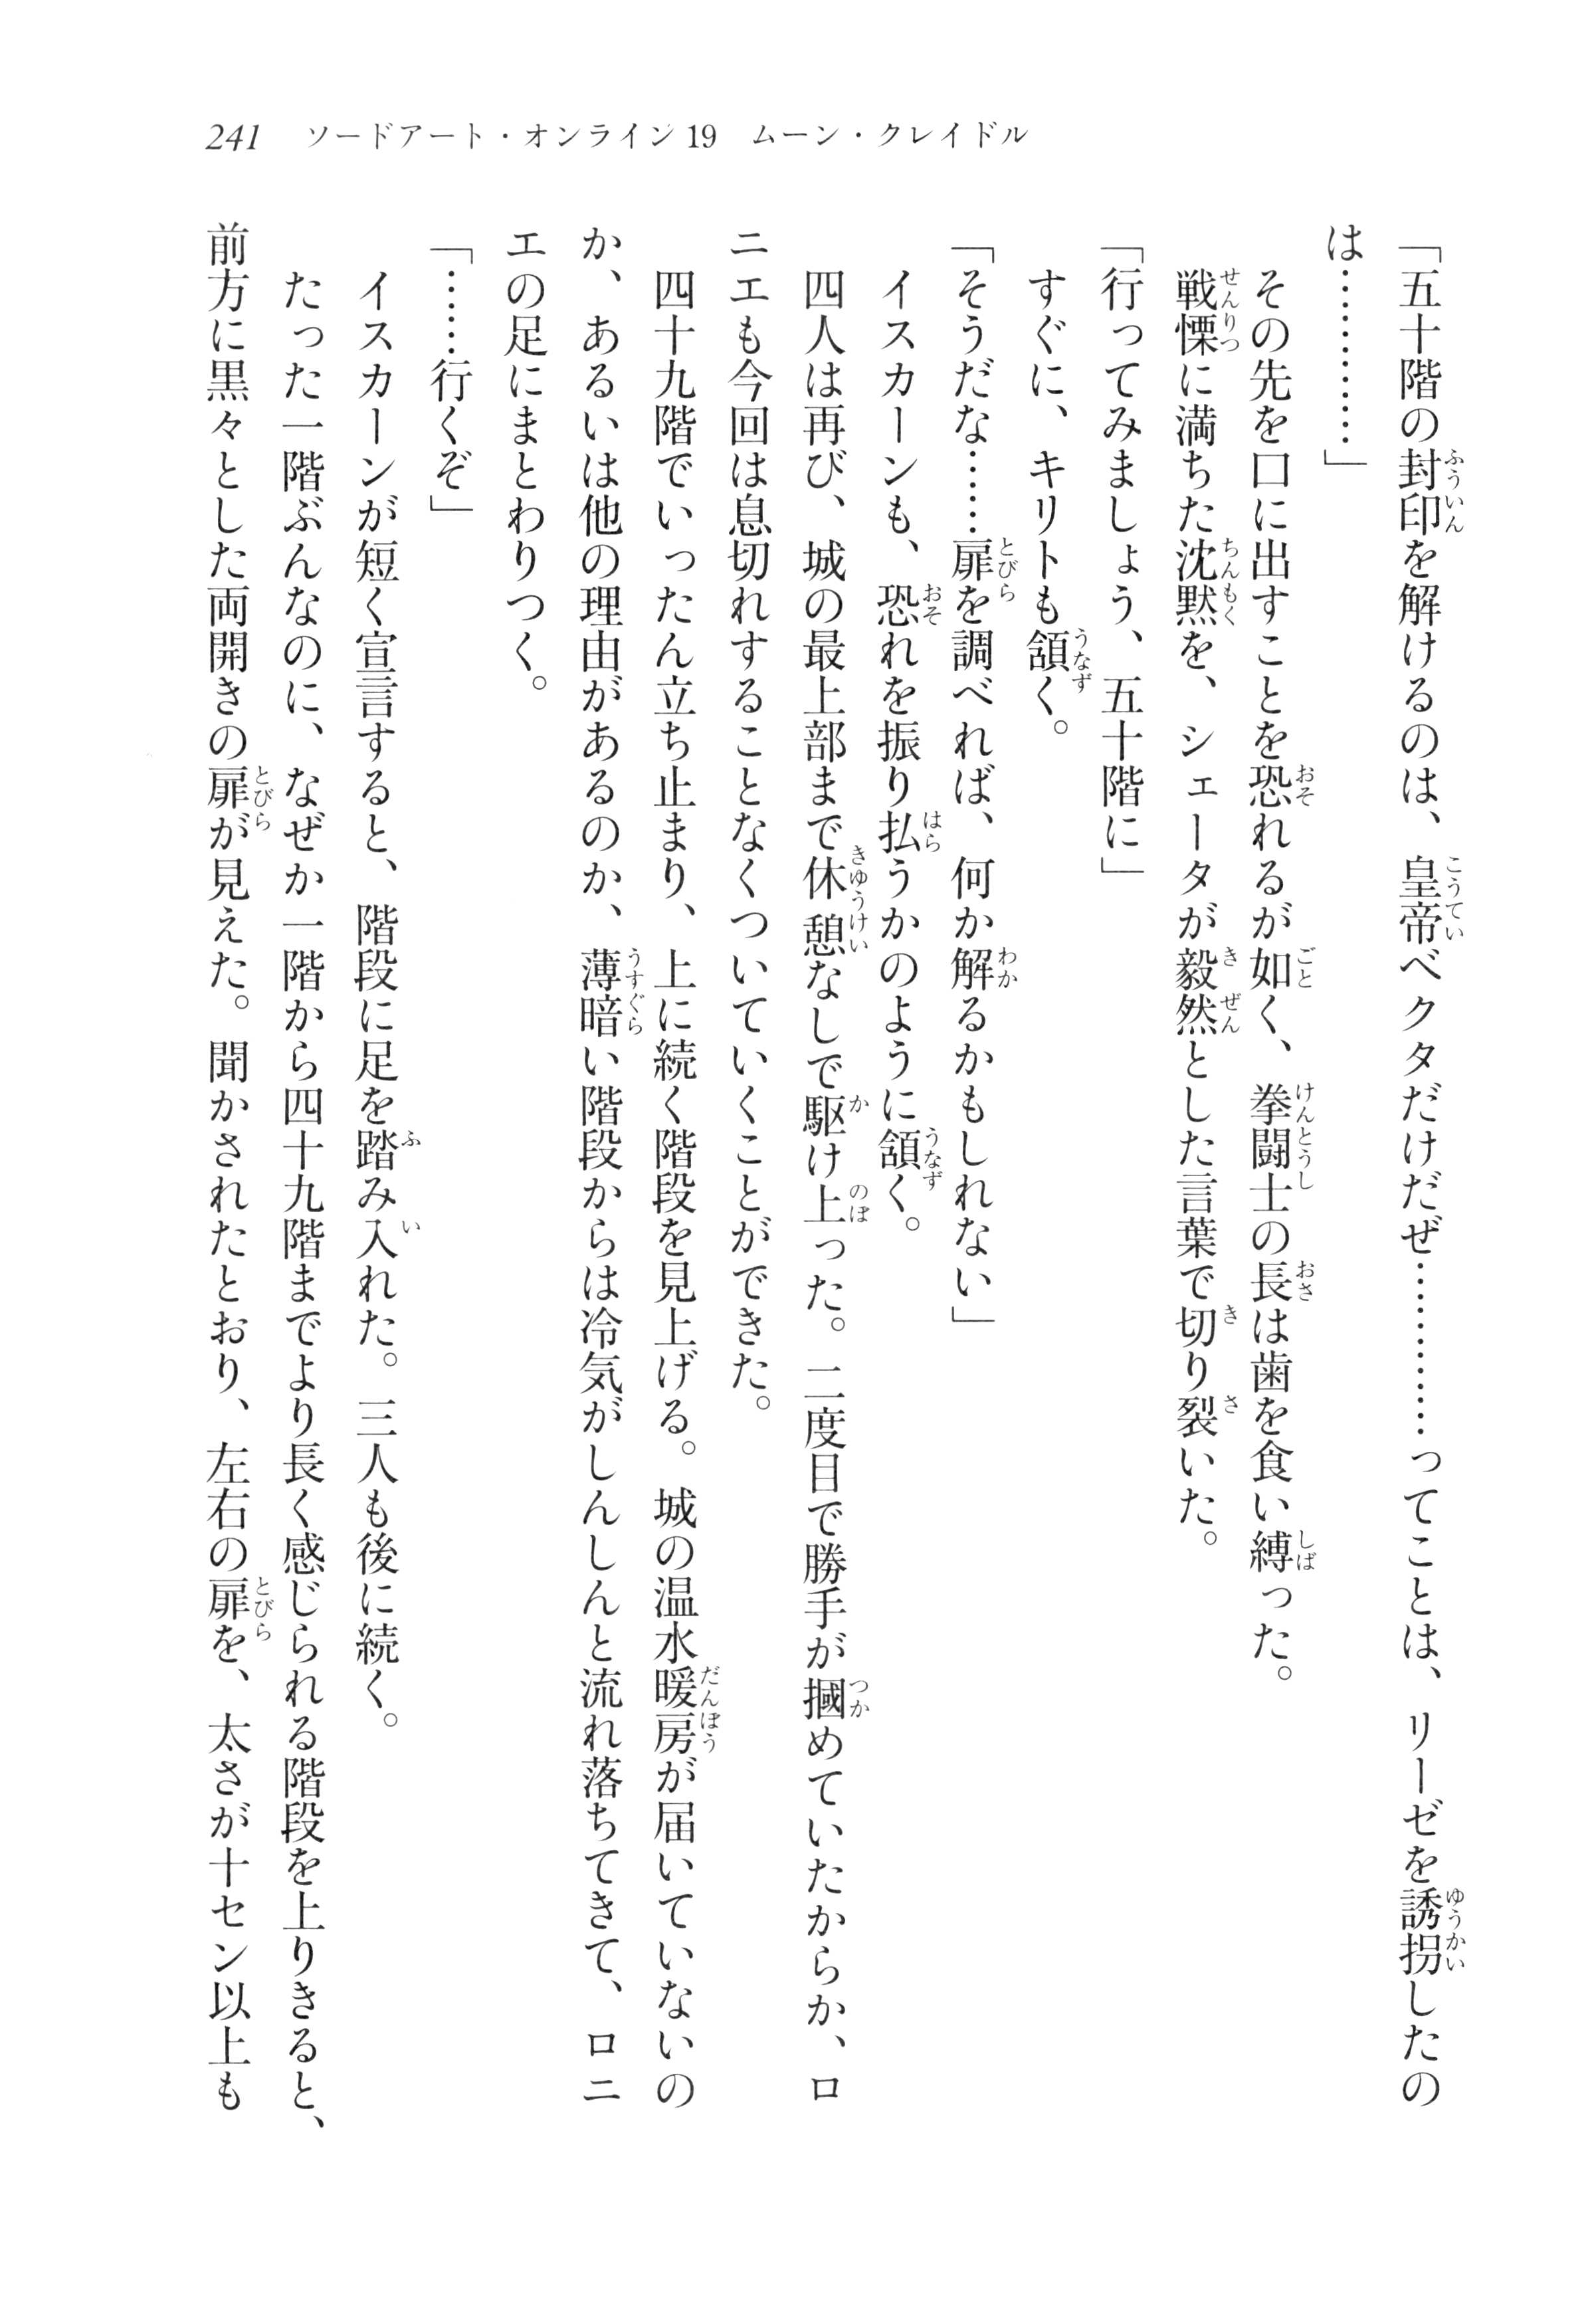 241　ソードアート・オンライン19　ムーン・クレイドル
「五十階の封印を解けるのは、皇帝ベクタだけだぜ…………ってことは、リーゼを誘拐したの
は…………」
　その先を口に出すことを恐れるが如く、拳闘士の長は歯を食い縛った。
　戦慄に満ちた沈黙を、シェータが毅然とした言葉で切り裂いた。
「行ってみましょう、五十階に」
　すぐに、キリトも頷く。
「そうだな……扉を調べれば、何か解るかもしれない」
　イスカーンも、恐れを振り払うかのように頷く。
　四人は再び、城の最上部まで休憩なしで駆け上った。二度目で勝手が摑めていたからか、ロ
ニエも今回は息切れすることなくついていくことができた。
　四十九階でいったん立ち止まり、上に続く階段を見上げる。城の温水暖房が届いていないの
か、あるいは他の理由があるのか、薄暗い階段からは冷気がしんしんと流れ落ちてきて、ロニ
エの足にまとわりつく。
「……行くぞ」
　イスカーンが短く宣言すると、階段に足を踏み入れた。三人も後に続く。
　たった一階ぶんなのに、なぜか一階から四十九階までより長く感じられる階段を上りきると、
前方に黒々とした両開きの扉が見えた。聞かされたとおり、左右の扉を、太さが十セン以上も